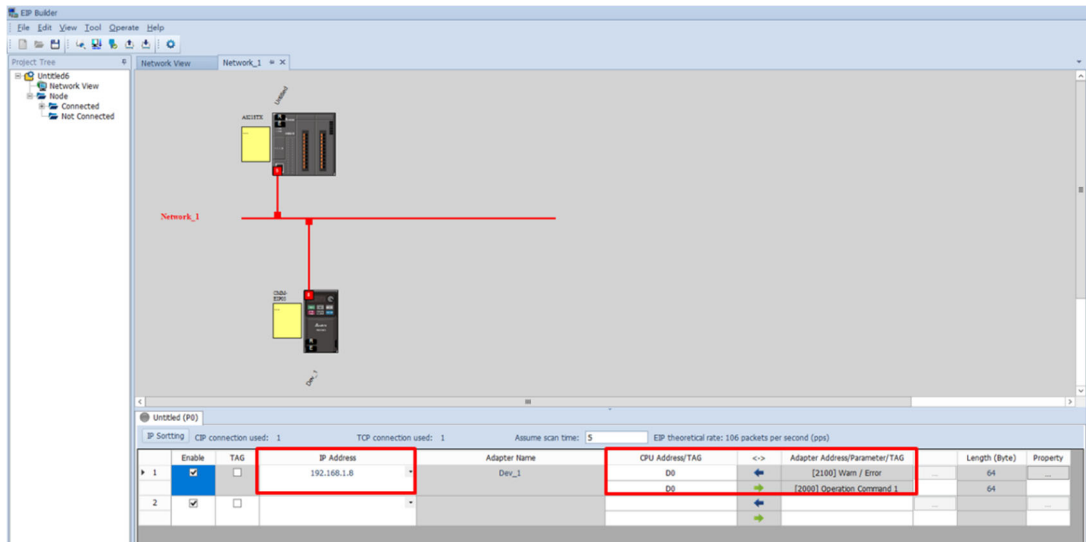 EIP Builder
File Edit View Tool Operate Help
Project Tree
Network View Network_1
Untitled6
Network View
Node
Connected
Not Connected
Untitled
Network_1
Dev_1
Untitled (P0)
IP Sortting CIP connection used: 1 TCP connection used: 1 Assume scan time: 5 EIP theoretical rate: 106 packets per second (pps)
Enable TAG IP Address Adapter Name CPU Address/TAG <-> Adapter Address/Parameter/TAG Length (Byte) Property
1 192.168.1.8 Dev_1 D0 [2100] Warn / Error ... 64 ...
D0 [2000] Operation Command 1 64
2 ... ...